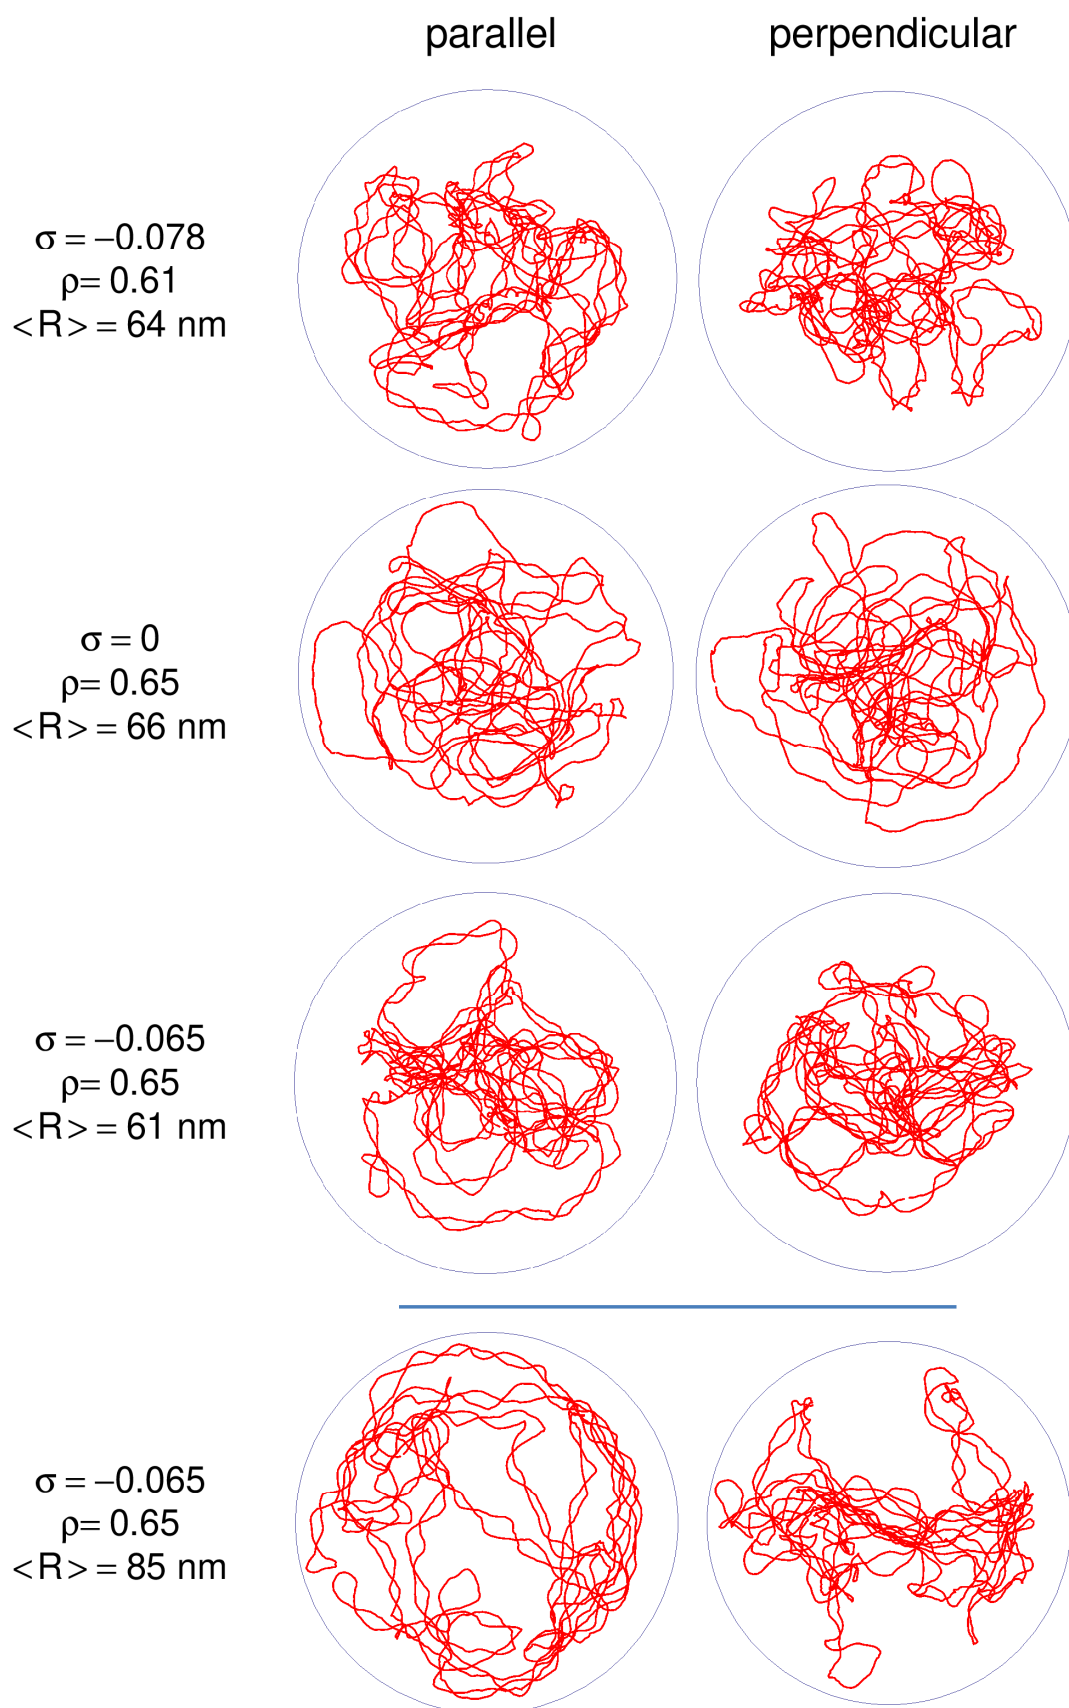 parallel perpendicular
σ = −0.078
ρ= 0.61
<R> = 64 nm
σ = 0
ρ= 0.65
<R> = 66 nm
σ = −0.065
ρ= 0.65
<R> = 61 nm
σ = −0.065
ρ= 0.65
<R> = 85 nm